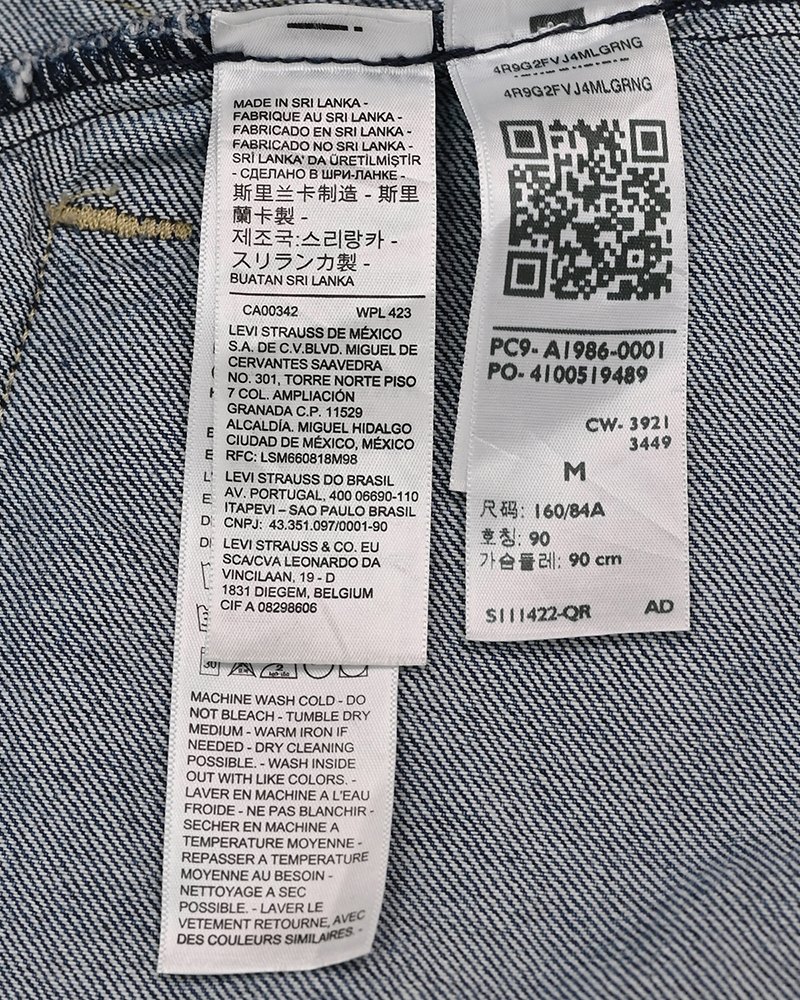 MADE IN SRI LANKA -
FABRIQUE AU SRI LANKA -
FABRICADO EN SRI LANKA -
FABRICADO NO SRI LANKA -
SRİ LANKA' DA ÜRETİLMİŞTİR
- СДЕЛАНО В ШРИ-ЛАНКЕ -
斯里兰卡制造 - 斯里
蘭卡製 -
제조국:스리랑카 -
スリランカ製 -
BUATAN SRI LANKA
CA00342 WPL 423
LEVI STRAUSS DE MÉXICO
S.A. DE C.V.BLVD. MIGUEL DE
CERVANTES SAAVEDRA
NO. 301, TORRE NORTE PISO
7 COL. AMPLIACIÓN
GRANADA C.P. 11529
ALCALDÍA. MIGUEL HIDALGO
CIUDAD DE MÉXICO, MÉXICO
RFC: LSM660818M98
LEVI STRAUSS DO BRASIL
AV. PORTUGAL, 400 06690-110
ITAPEVI – SAO PAULO BRASIL
CNPJ: 43.351.097/0001-90
LEVI STRAUSS & CO. EU
SCA/CVA LEONARDO DA
VINCILAAN, 19 - D
1831 DIEGEM, BELGIUM
CIF A 08298606
MACHINE WASH COLD - DO
NOT BLEACH - TUMBLE DRY
MEDIUM - WARM IRON IF
NEEDED - DRY CLEANING
POSSIBLE. - WASH INSIDE
OUT WITH LIKE COLORS. -
LAVER EN MACHINE A L'EAU
FROIDE - NE PAS BLANCHIR -
SECHER EN MACHINE A
TEMPERATURE MOYENNE -
REPASSER A TEMPERATURE
MOYENNE AU BESOIN -
NETTOYAGE A SEC
POSSIBLE. - LAVER LE
VETEMENT RETOURNE, AVEC
DES COULEURS SIMILAIRES. -
4R9G2FVJ4MLGRNG
4R9G2FVJ4MLGRNG
PC9- A1986-0001
PO- 4100519489
CW- 3921
3449
M
尺码: 160/84A
호칭: 90
가슴둘레: 90 cm
S111422-QR AD